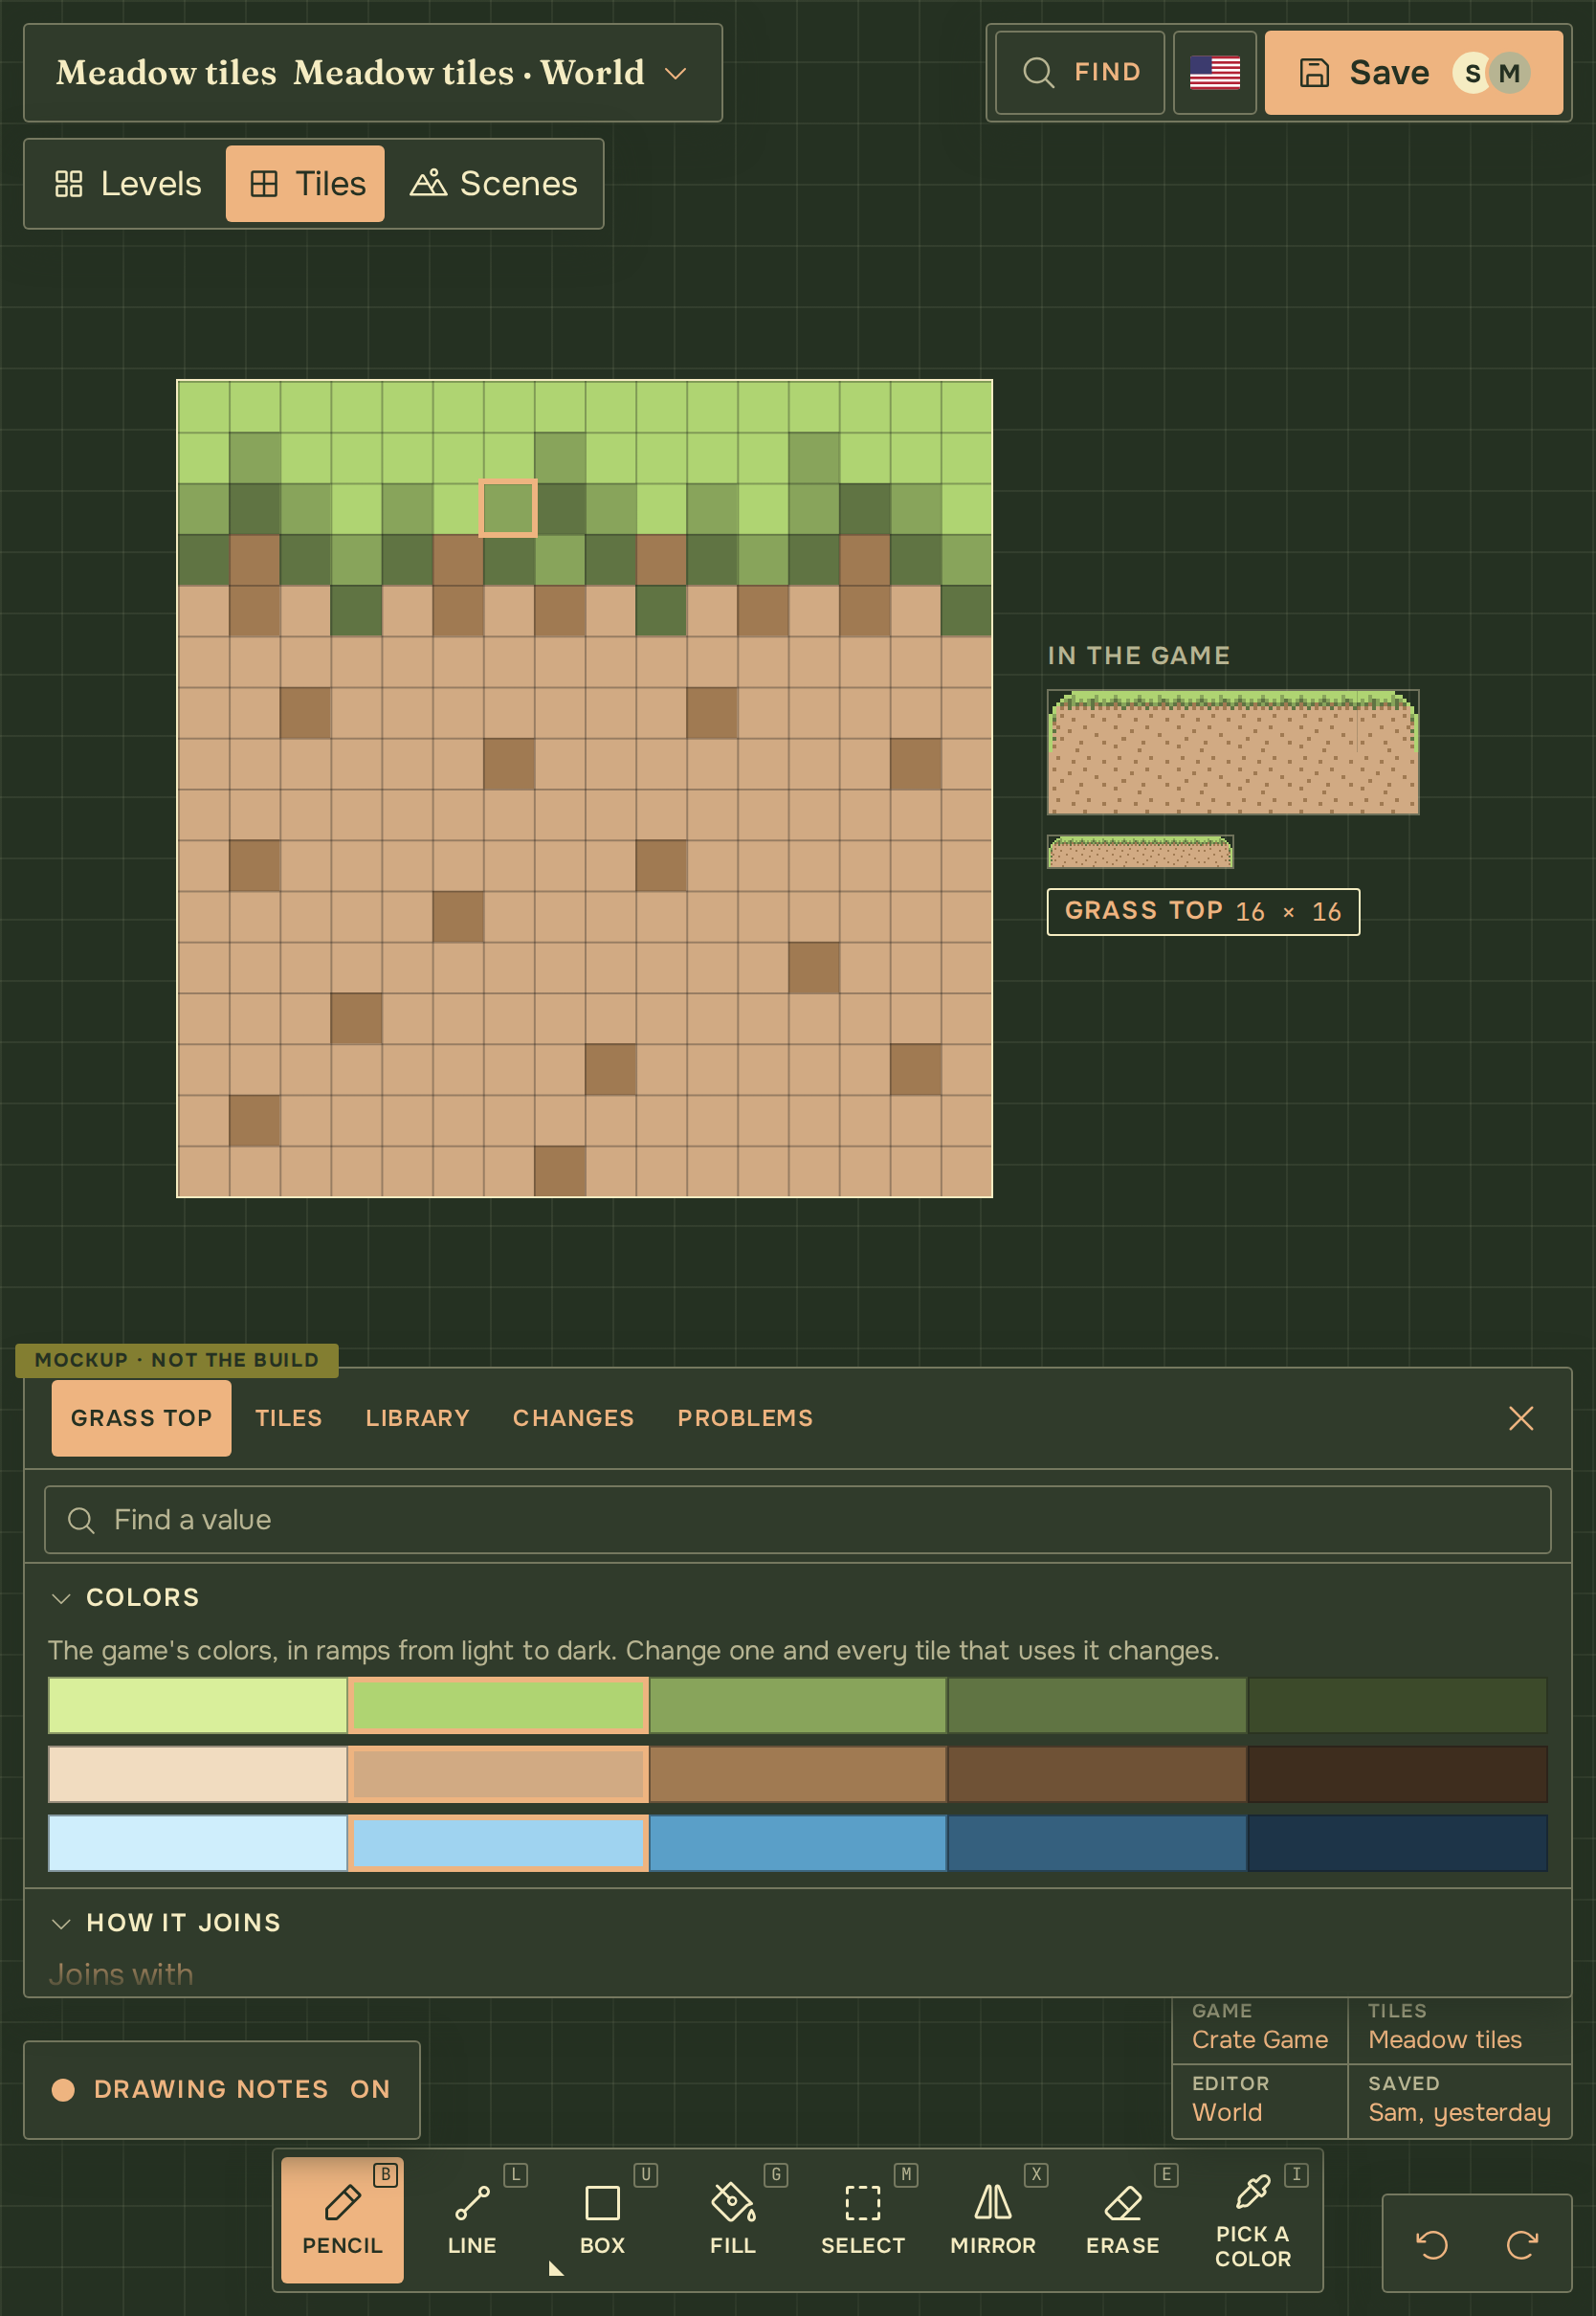 Meadow tiles Meadow tiles · World
FIND
Save S M
Levels Tiles Scenes
IN THE GAME
GRASS TOP 16 × 16
MOCKUP · NOT THE BUILD
GRASS TOP TILES LIBRARY CHANGES PROBLEMS
Find a value
COLORS
The game's colors, in ramps from light to dark. Change one and every tile that uses it changes.
HOW IT JOINS
Joins with
GAME TILES
Crate Game Meadow tiles
EDITOR SAVED
World Sam, yesterday
DRAWING NOTES ON
B L U G M X E I
PENCIL LINE BOX FILL SELECT MIRROR ERASE PICK A
COLOR